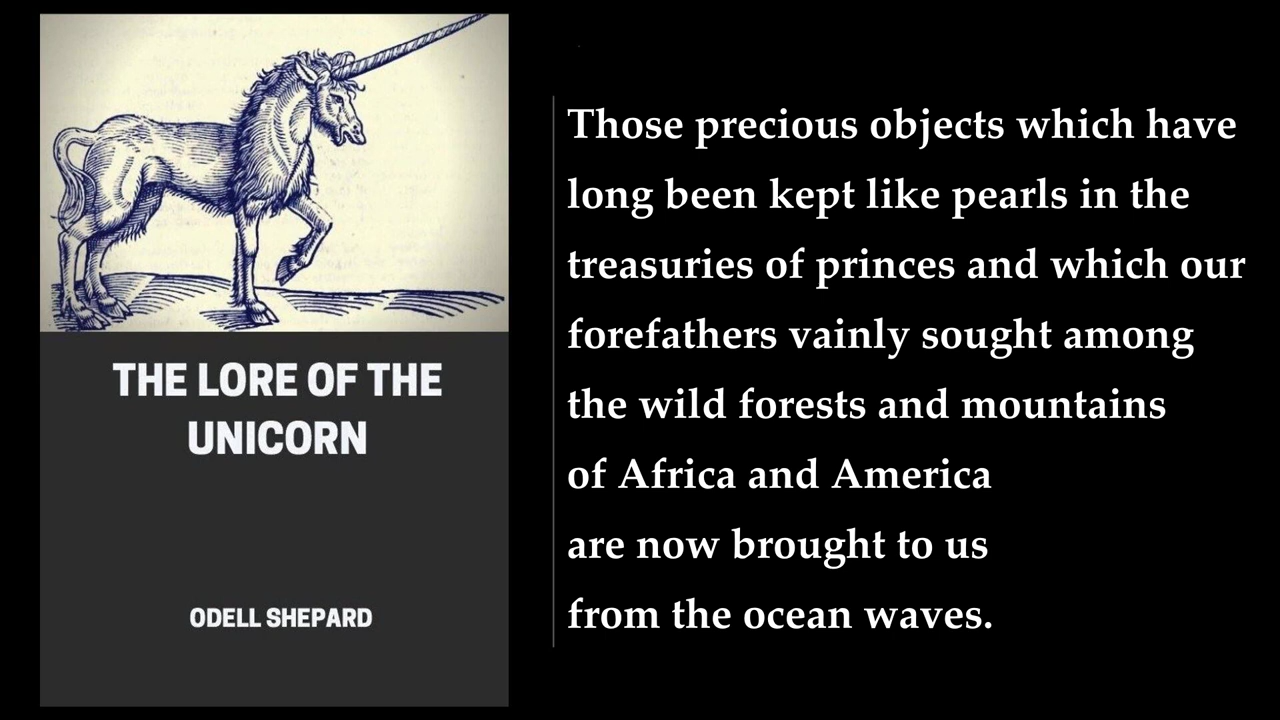 THE LORE OF THE
UNICORN
ODELL SHEPARD
Those precious objects which have
long been kept like pearls in the
treasuries of princes and which our
forefathers vainly sought among
the wild forests and mountains
of Africa and America
are now brought to us
from the ocean waves.